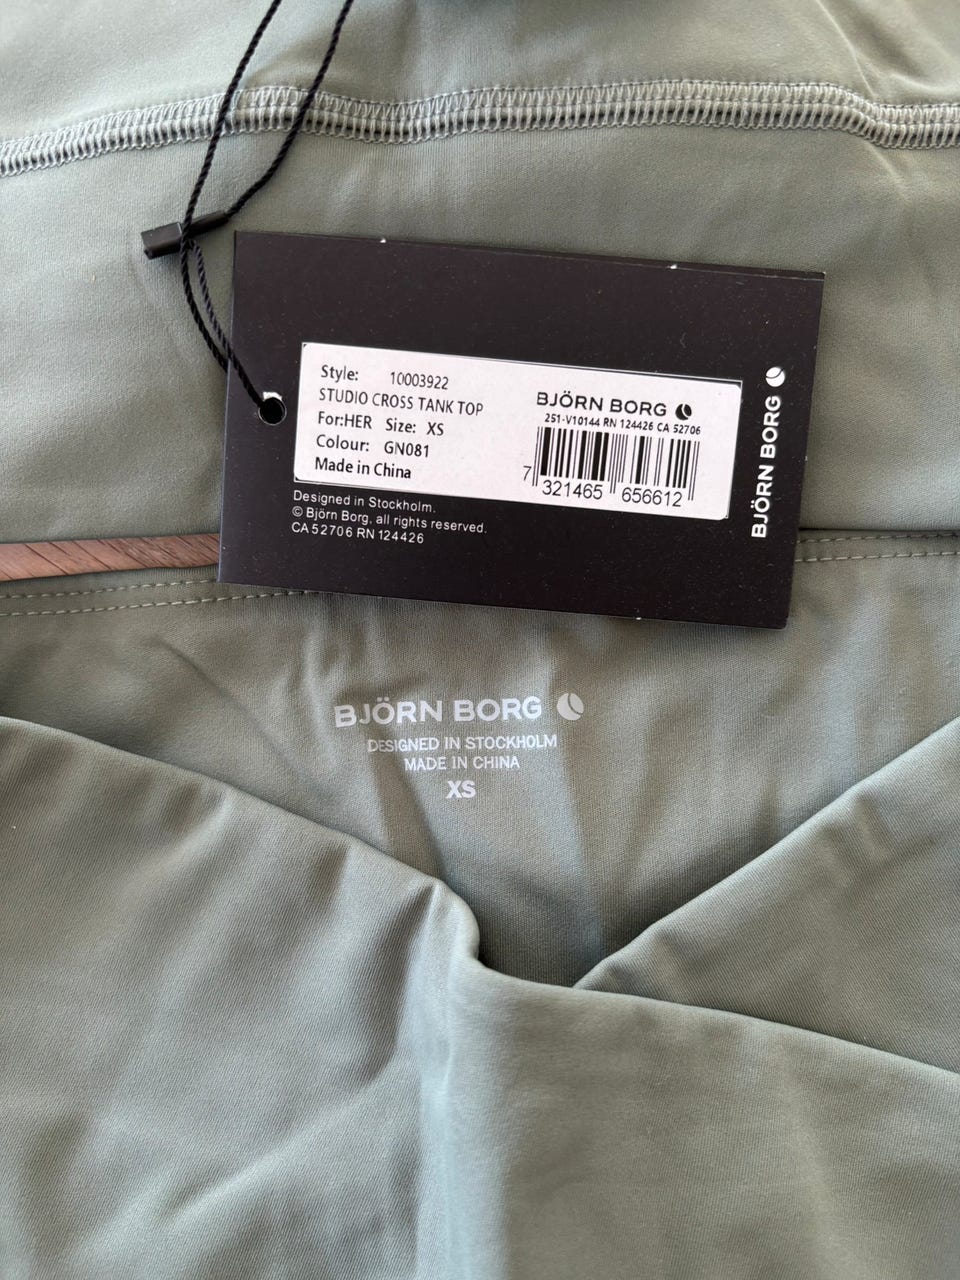 Style: 10003922
STUDIO CROSS TANK TOP
For:HER Size: XS
Colour: GN081
Made in China
BJÖRN BORG
251-V10144 RN 124426 CA 52706
7 321465 656612
Designed in Stockholm.
© Björn Borg, all rights reserved.
CA 52706 RN 124426
BJÖRN BORG
BJÖRN BORG
DESIGNED IN STOCKHOLM
MADE IN CHINA
XS